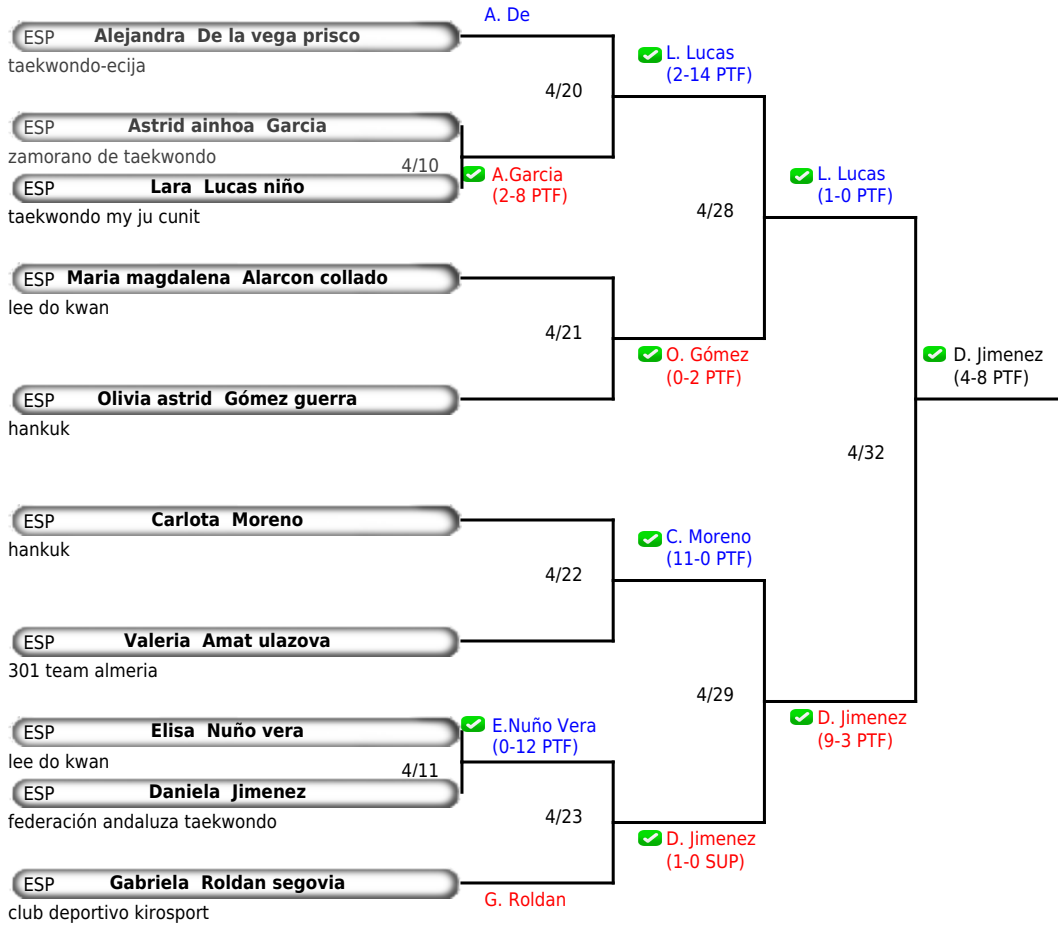 A. De
ESP Alejandra De la vega prisco
taekwondo-ecija
L. Lucas
(2-14 PTF)
4/20
ESP Astrid ainhoa Garcia
zamorano de taekwondo
4/10
A.Garcia
(2-8 PTF)
ESP Lara Lucas niño
taekwondo my ju cunit
L. Lucas
(1-0 PTF)
4/28
ESP Maria magdalena Alarcon collado
lee do kwan
4/21
O. Gómez
(0-2 PTF)
D. Jimenez
(4-8 PTF)
ESP Olivia astrid Gómez guerra
hankuk
4/32
ESP Carlota Moreno
hankuk
C. Moreno
(11-0 PTF)
4/22
ESP Valeria Amat ulazova
301 team almeria
4/29
D. Jimenez
(9-3 PTF)
ESP Elisa Nuño vera
lee do kwan
E.Nuño Vera
(0-12 PTF)
4/11
ESP Daniela Jimenez
federación andaluza taekwondo
4/23
D. Jimenez
(1-0 SUP)
ESP Gabriela Roldan segovia
club deportivo kirosport
G. Roldan